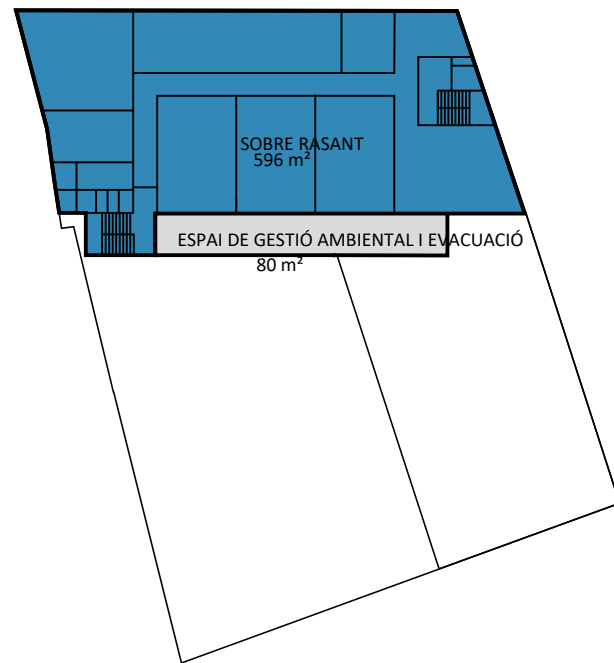 SOBRE RASANT
596 m²
ESPAI DE GESTIÓ AMBIENTAL I EVACUACIÓ
80 m²